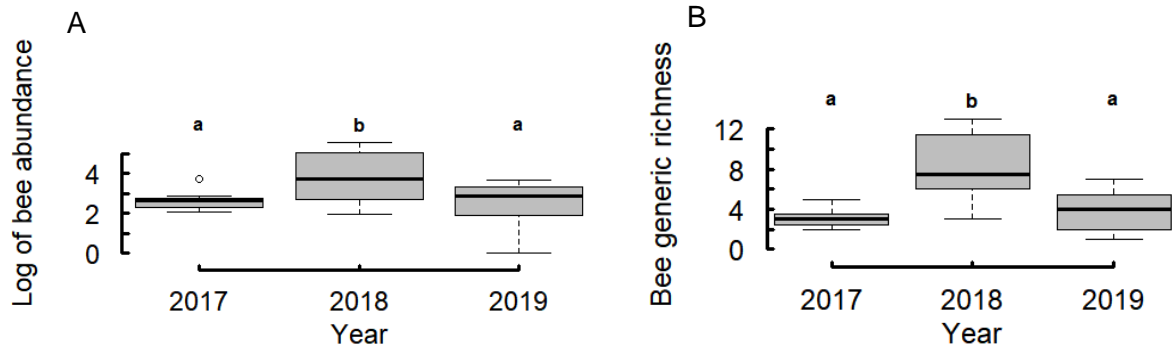 A
Log of bee abundance
a
b
a
4
2
0
2017
2018
2019
Year
B
Bee generic richness
a
b
a
12
8
4
0
2017
2018
2019
Year